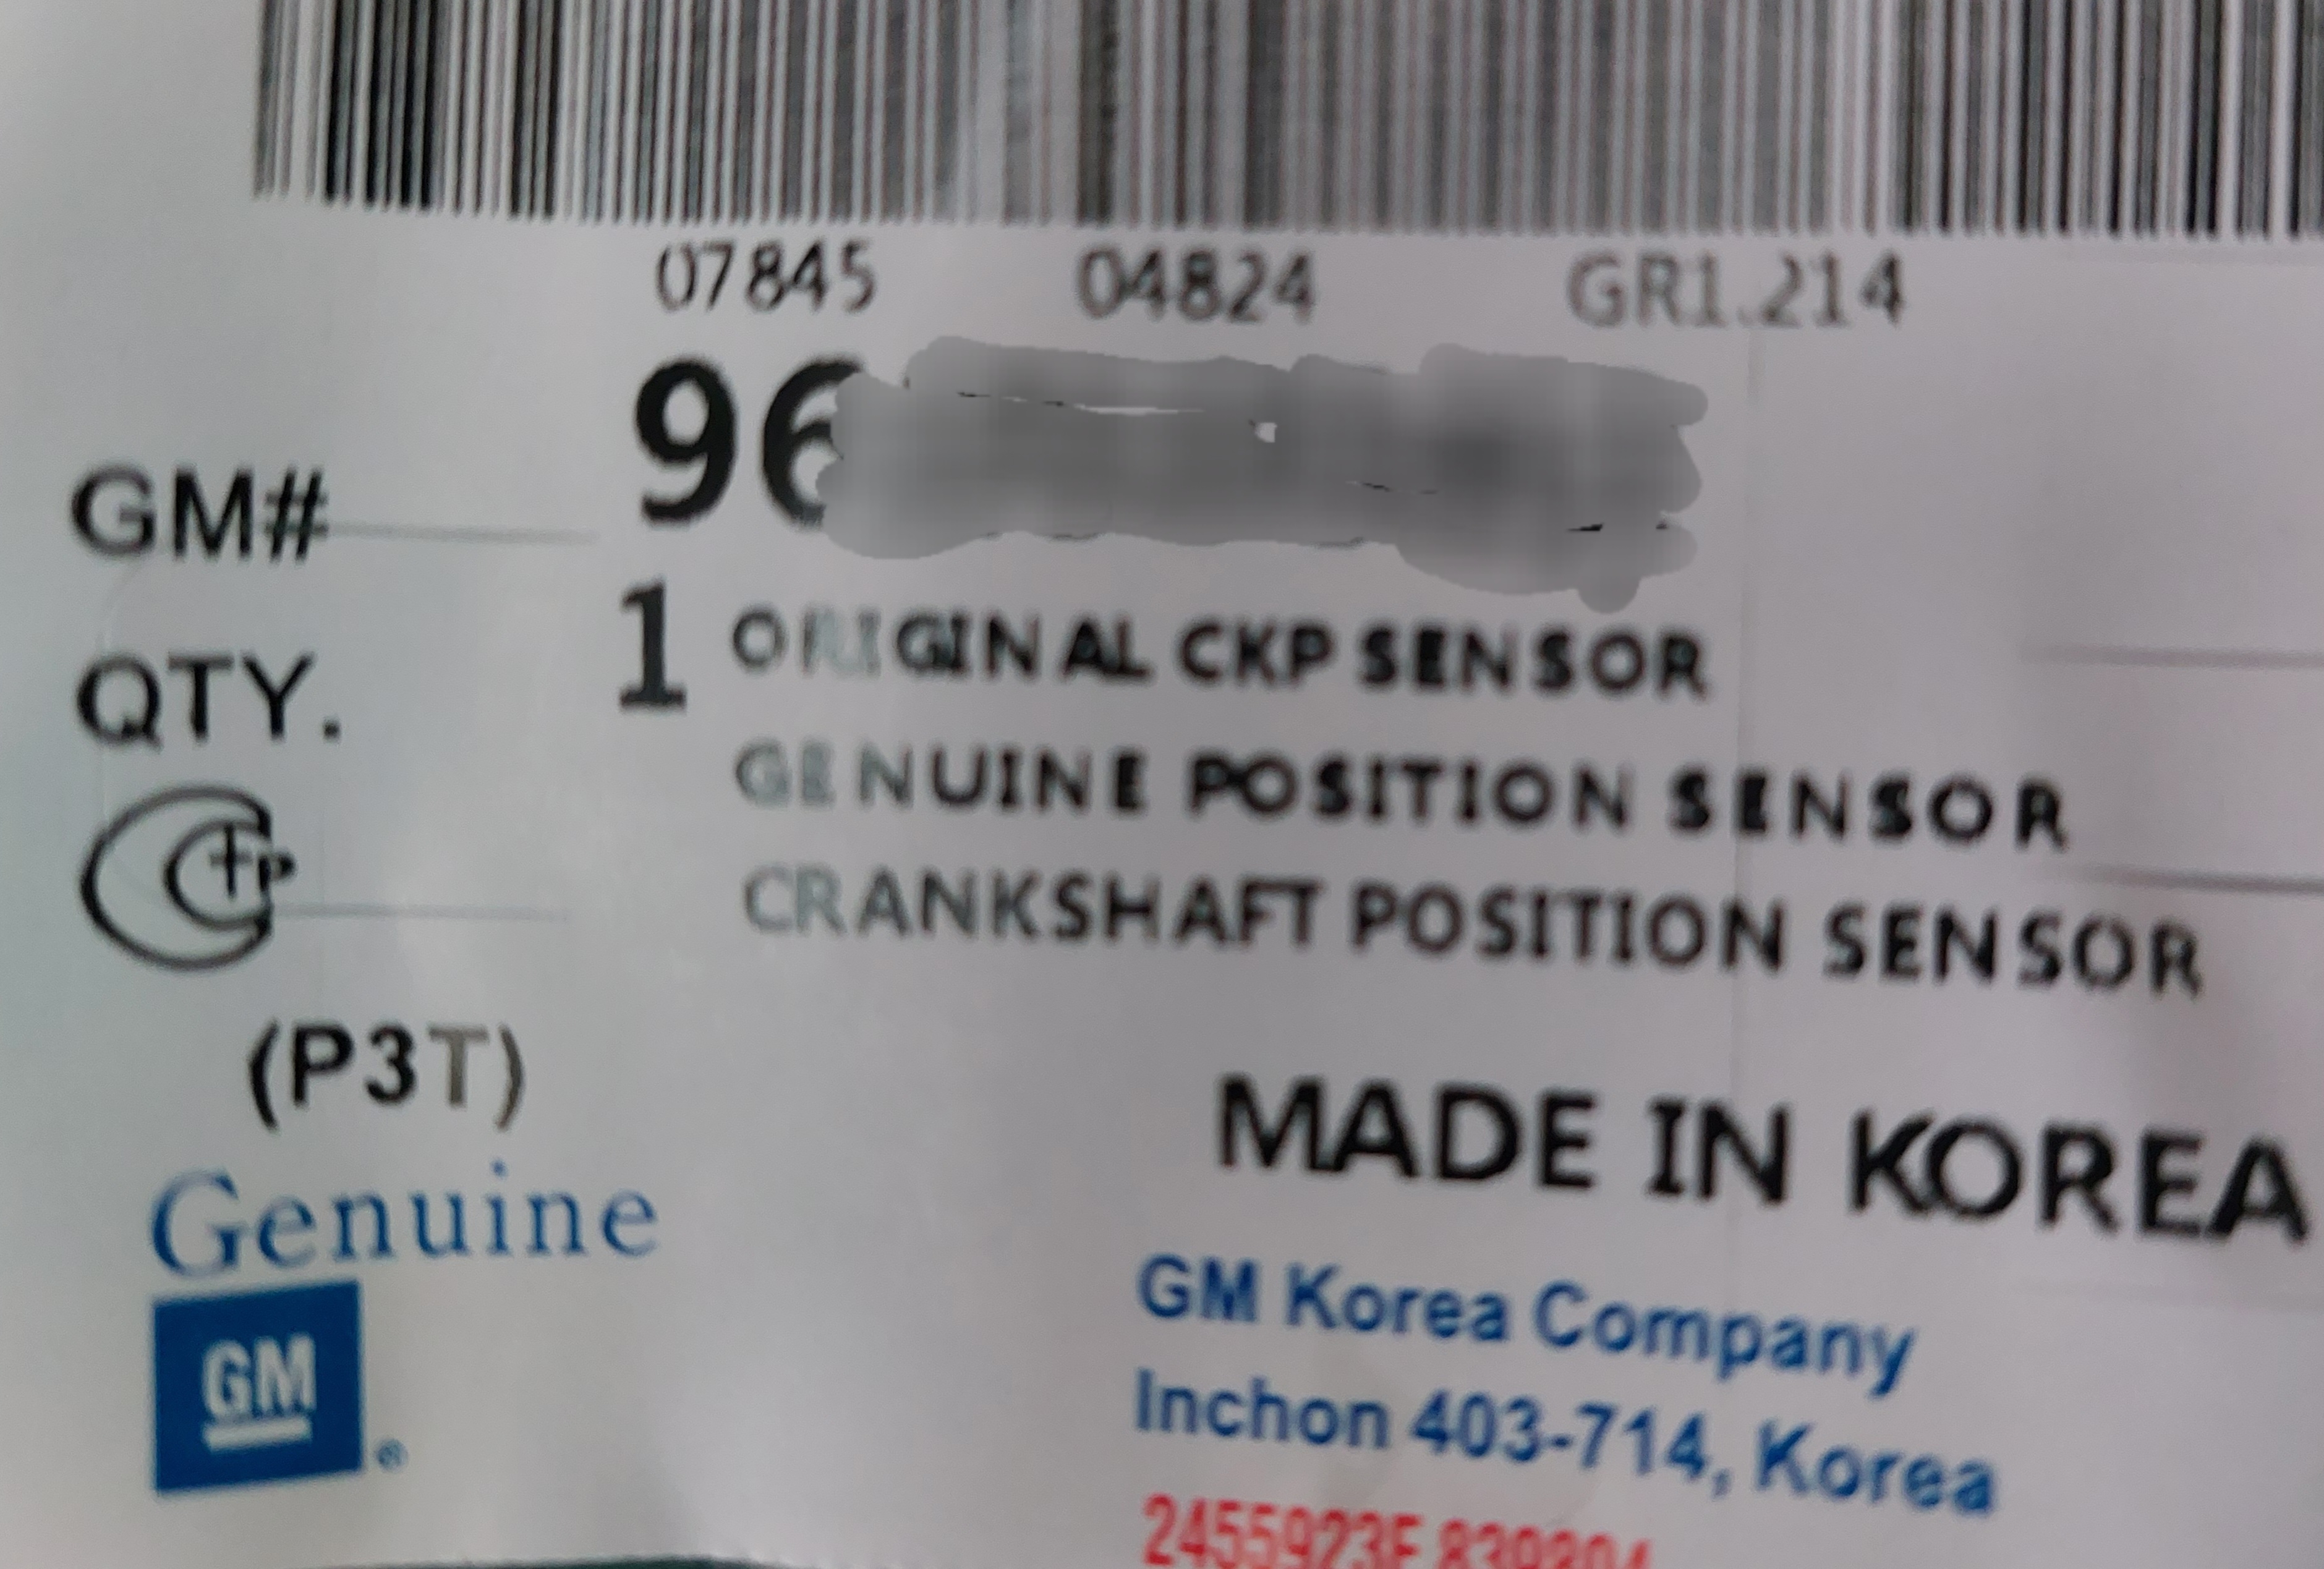 07845 04824 GR1.214
GM# 96
QTY. 1 ORIGINAL CKP SENSOR
GENUINE POSITION SENSOR
CRANKSHAFT POSITION SENSOR
(P3T)
MADE IN KOREA
Genuine
GM Korea Company
GM ®
Inchon 403-714, Korea